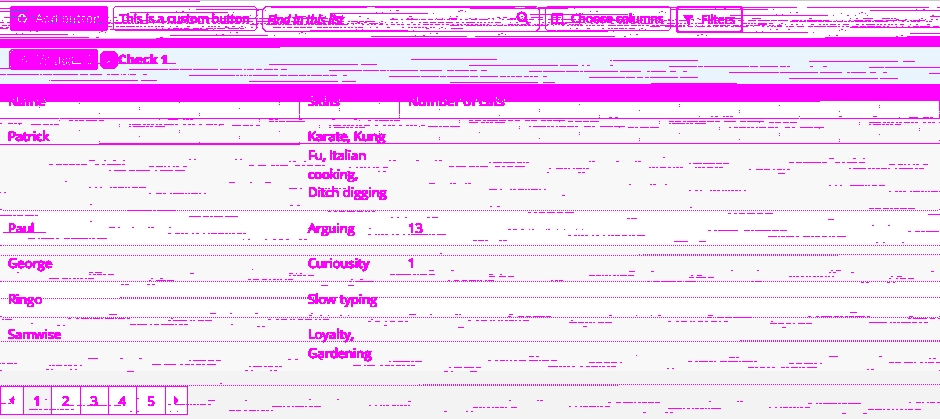 Add button This is a custom button Find in this list Choose columns Filters
Check 1
Name Skills Number of cats
Patrick Karate, Kung
Fu, Italian
cooking,
Ditch digging
Paul Arguing 13
George Curiousity 1
Ringo Slow typing
Samwise Loyalty,
Gardening
1 2 3 4 5